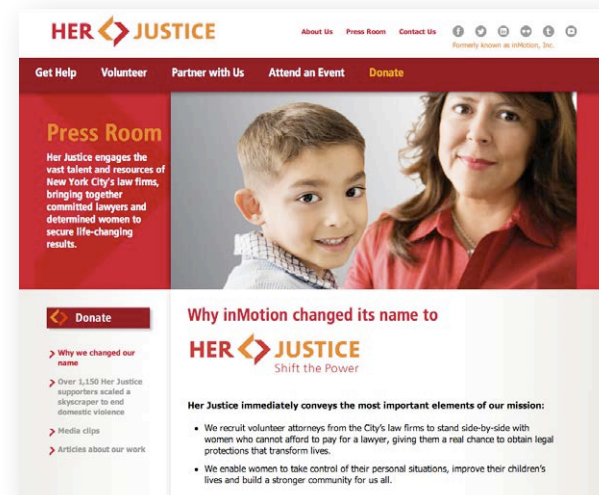 HER JUSTICE
About Us Press Room Contact Us
Formerly known as inMotion, Inc.
Get Help Volunteer Partner with Us Attend an Event Donate
Press Room
Her Justice engages the
vast talent and resources of
New York City's law firms,
bringing together
committed lawyers and
determined women to
secure life-changing
results.
Donate
Why we changed our
name
Over 1,150 Her Justice
supporters scaled a
skyscraper to end
domestic violence
Media clips
Articles about our work
Why inMotion changed its name to
HER JUSTICE
Shift the Power
Her Justice immediately conveys the most important elements of our mission:
• We recruit volunteer attorneys from the City's law firms to stand side-by-side with
women who cannot afford to pay for a lawyer, giving them a real chance to obtain legal
protections that transform lives.
• We enable women to take control of their personal situations, improve their children's
lives and build a stronger community for us all.